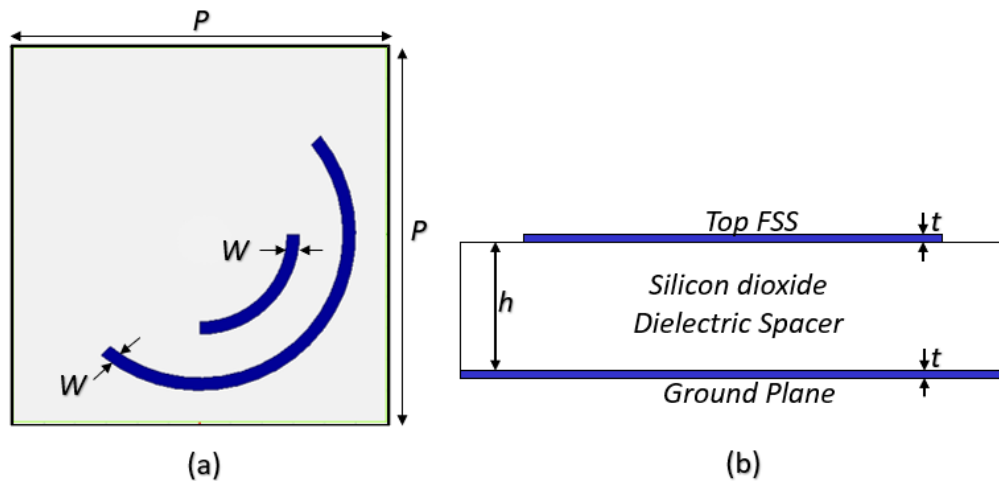 P
P
W
W
(a)
Top FSS
t
h
Silicon dioxide
Dielectric Spacer
t
Ground Plane
(b)